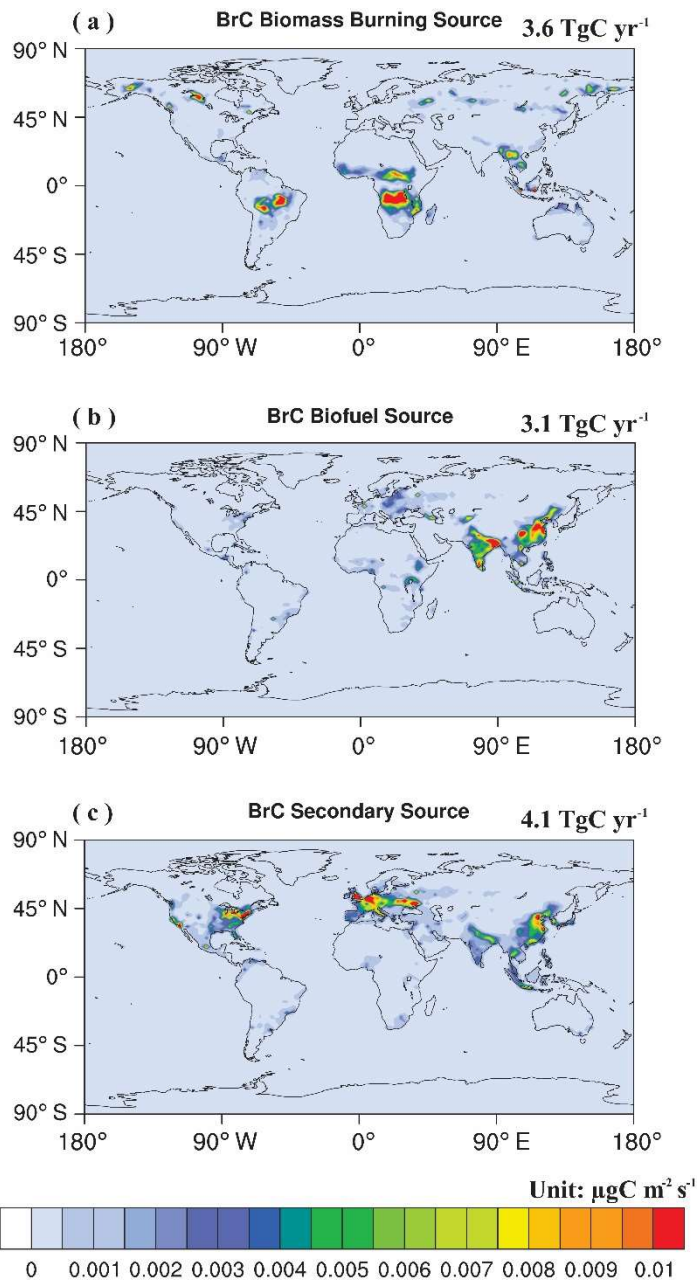 ( a )
BrC Biomass Burning Source
3.6 TgC yr⁻¹
90° N
45° N
0°
45° S
90° S
180° 90° W 0° 90° E 180°
( b )
BrC Biofuel Source
3.1 TgC yr⁻¹
90° N
45° N
0°
45° S
90° S
180° 90° W 0° 90° E 180°
( c )
BrC Secondary Source
4.1 TgC yr⁻¹
90° N
45° N
0°
45° S
90° S
180° 90° W 0° 90° E 180°
Unit: µgC m⁻² s⁻¹
0 0.001 0.002 0.003 0.004 0.005 0.006 0.007 0.008 0.009 0.01